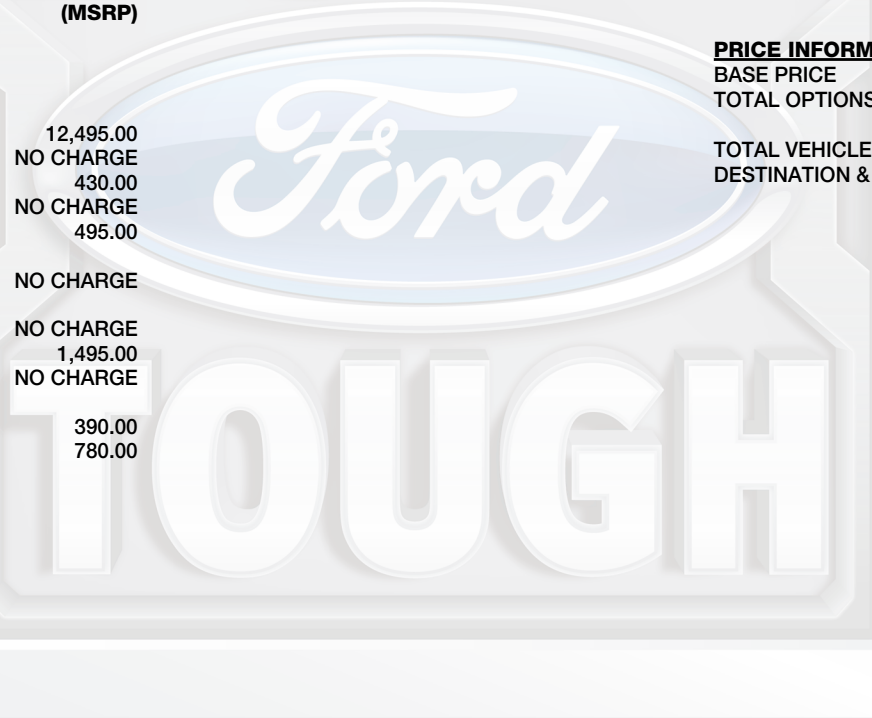 (MSRP)
12,495.00
NO CHARGE
430.00
NO CHARGE
495.00
NO CHARGE
NO CHARGE
1,495.00
NO CHARGE
390.00
780.00
PRICE INFORM
BASE PRICE
TOTAL OPTIONS
TOTAL VEHICLE
DESTINATION &
Ford
TOUGH